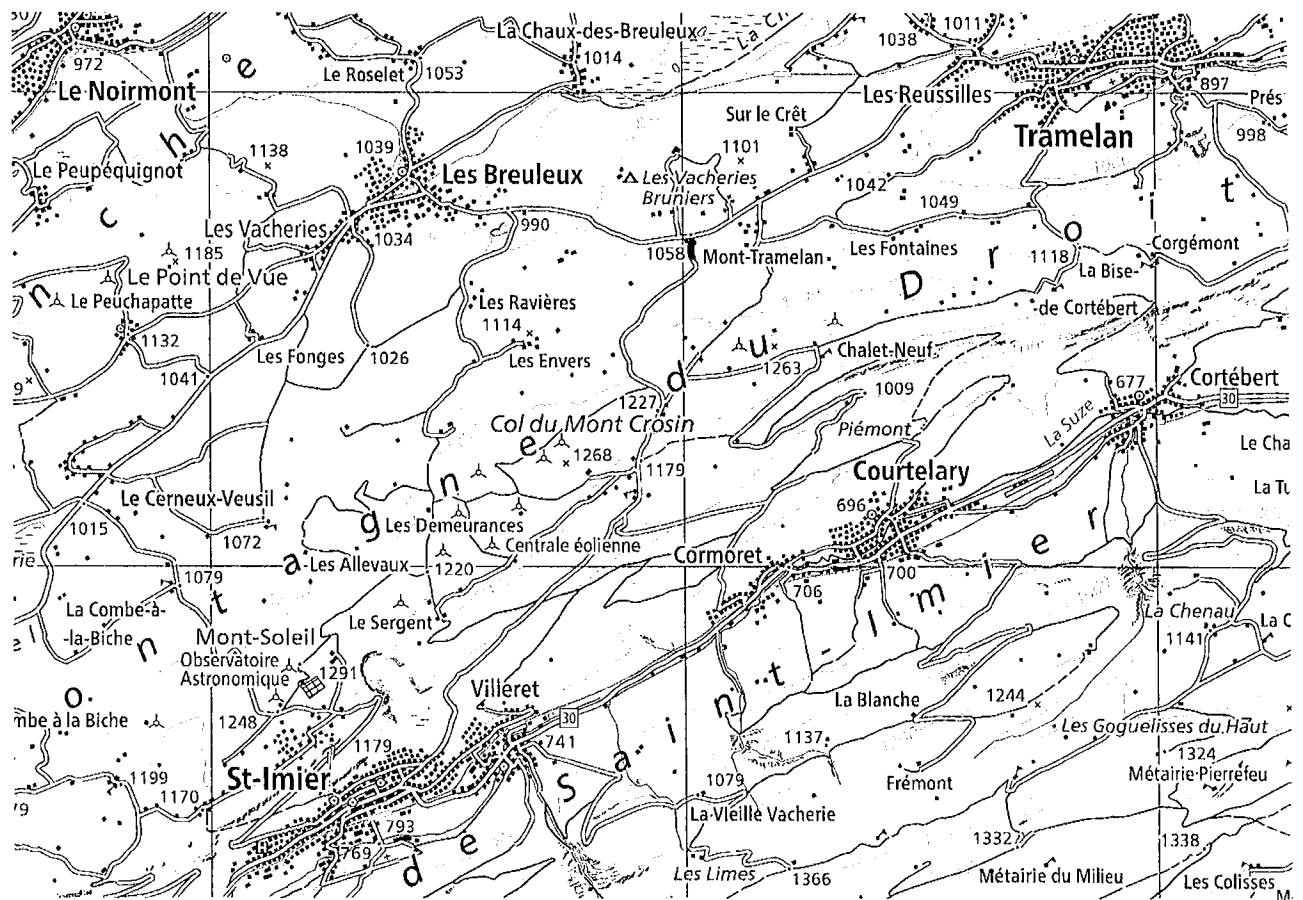 1011
La Chaux-des-Breuleux
1038
972
Le Roselet
1053
1014
e
Le Noirmont
Les Reussilles
897
Prés
Sur le Crêt
Tramelan
998
h
1138
1039
1101
Le Peupéquignot
Les Breuleux
Les Vacheries
Bruniers
1042
t
c
1049
Les Vacheries
990
1034
1058
Mont-Tramelan
Les Fontaines
o
Corgémont
1185
1118
La Bise-
Le Point de Vue
r
n
Le Peuchapatte
Les Ravières
D
de Cortébert
1132
1114
u
Les Fonges
1026
Les Envers
1263
Chalet-Neuf
1041
d
1009
677
Cortébert
30
1227
Col du Mont Crosin
Piémont
La Suze
e
1268
Le Cha
1179
Courtelary
Le Cerneux-Veusil
n
La Tu
696
1015
g
Les Demeurances
r
1072
Centrale éolienne
Cormoret
e
a
Les Allevaux
1220
700
i
1079
706
m
La Combe-à-
-la-Biche
t
Le Sergent
I
-
La Chenau
La C
Mont-Soleil
1141
n
Observatoire
Astronomique
1291
Villeret
t
La Blanche
1244
o
n
mbe à la Biche
1248
30
Les Goguelisses du Haut
1179
741
i
1137
1324
St-Imier
a
Frémont
Métairie-Pierrefeu
1199
1079
S
1170
La Vieille Vacherie
793
769
e
1332
1338
d
Les Limes
1366
Métairie du Milieu
Les Colisses